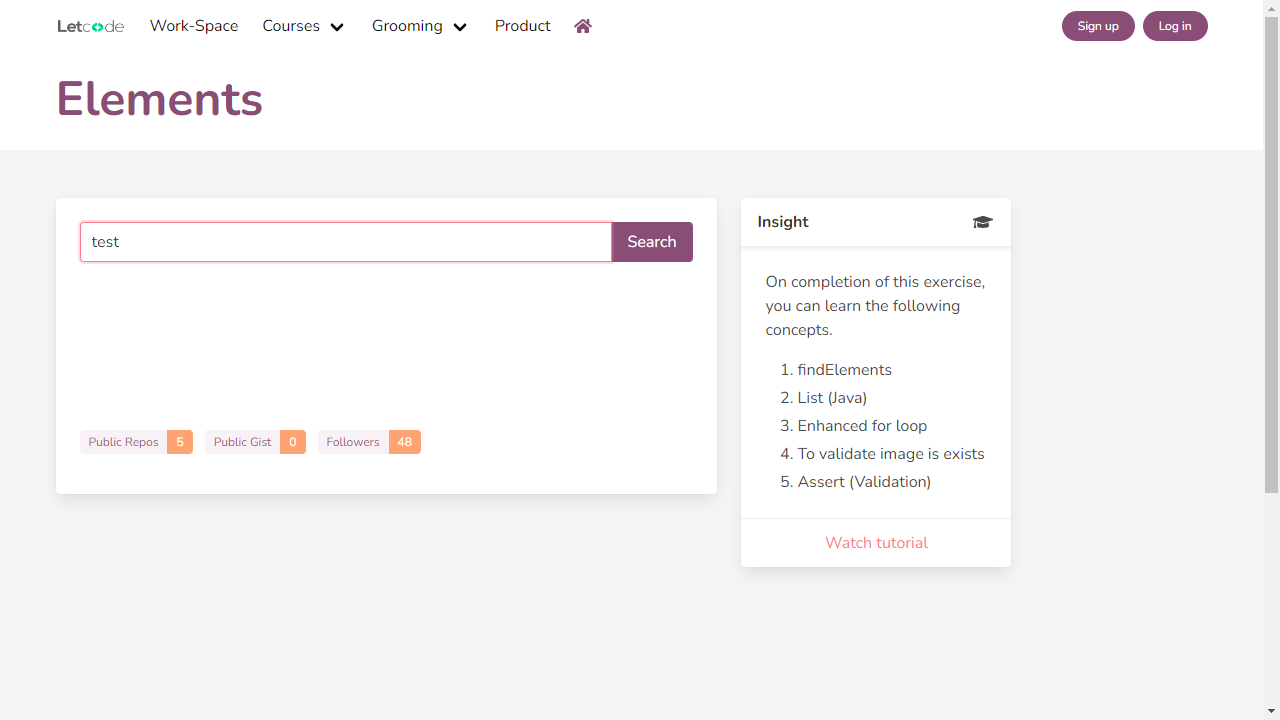 Letcode Work-Space Courses Grooming Product Sign up Log in
Elements
test Search
Public Repos 5 Public Gist 0 Followers 48
Insight
On completion of this exercise,
you can learn the following
concepts.
1. findElements
2. List (Java)
3. Enhanced for loop
4. To validate image is exists
5. Assert (Validation)
Watch tutorial